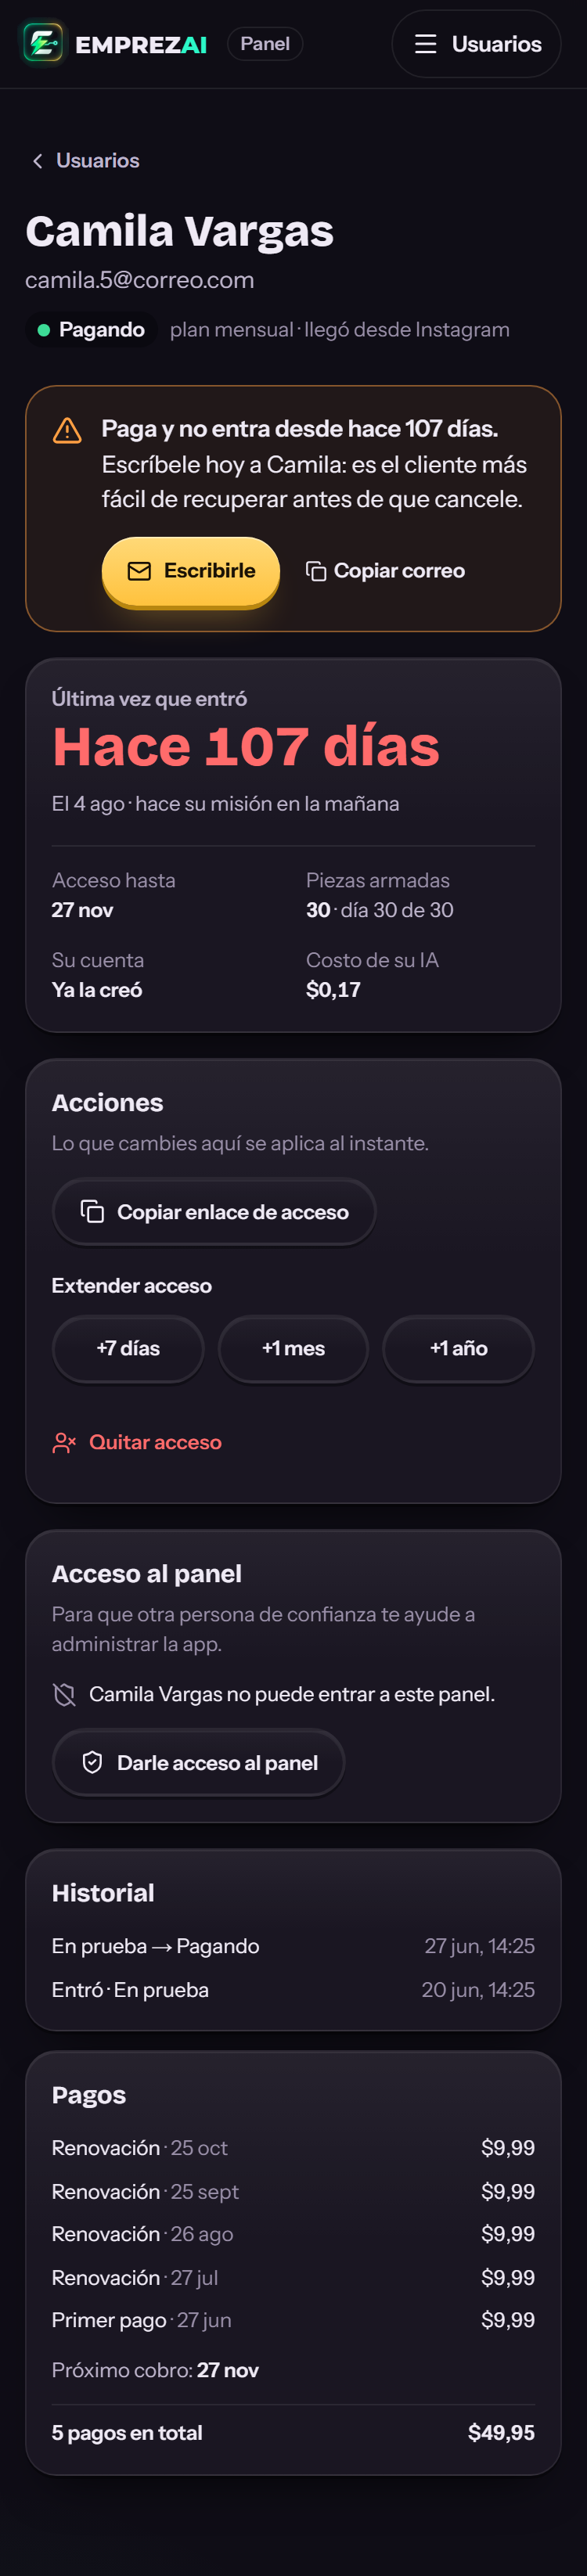 EMPREZAI
Panel
Usuarios
Usuarios
Camila Vargas
camila.5@correo.com
Pagando
plan mensual · llegó desde Instagram
Paga y no entra desde hace 107 días.
Escríbele hoy a Camila: es el cliente más
fácil de recuperar antes de que cancele.
Escribirle
Copiar correo
Última vez que entró
Hace 107 días
El 4 ago · hace su misión en la mañana
Acceso hasta
27 nov
Piezas armadas
30 · día 30 de 30
Su cuenta
Ya la creó
Costo de su IA
$0,17
Acciones
Lo que cambies aquí se aplica al instante.
Copiar enlace de acceso
Extender acceso
+7 días
+1 mes
+1 año
Quitar acceso
Acceso al panel
Para que otra persona de confianza te ayude a
administrar la app.
Camila Vargas no puede entrar a este panel.
Darle acceso al panel
Historial
En prueba → Pagando 27 jun, 14:25
Entró · En prueba 20 jun, 14:25
Pagos
Renovación · 25 oct $9,99
Renovación · 25 sept $9,99
Renovación · 26 ago $9,99
Renovación · 27 jul $9,99
Primer pago · 27 jun $9,99
Próximo cobro: 27 nov
5 pagos en total $49,95